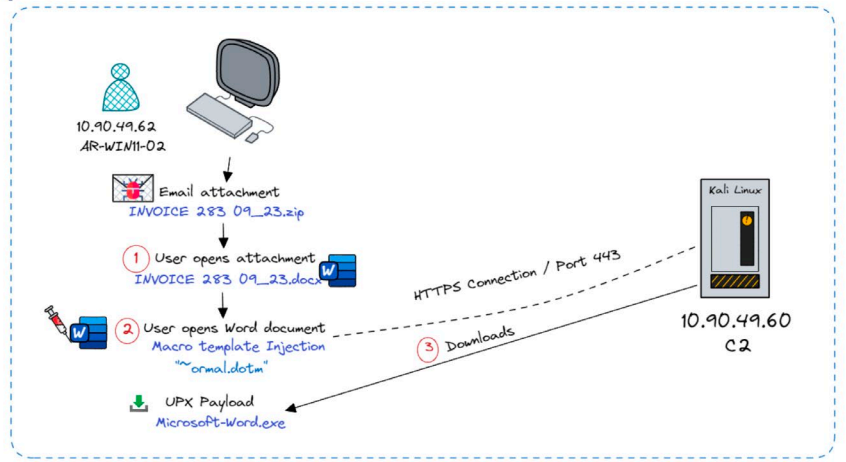 10.90.49.62
AR-WIN11-02
Email attachment
INVOICE 283 09__23.zip
1 User opens attachment
INVOICE 283 09__23.docx
W
2 User opens Word document
W
Macro template Injection
"~ormal.dotm"
HTTPS Connection / Port 443
3 Downloads
UPX Payload
Microsoft-Word.exe
Kali Linux
10.90.49.60
C2